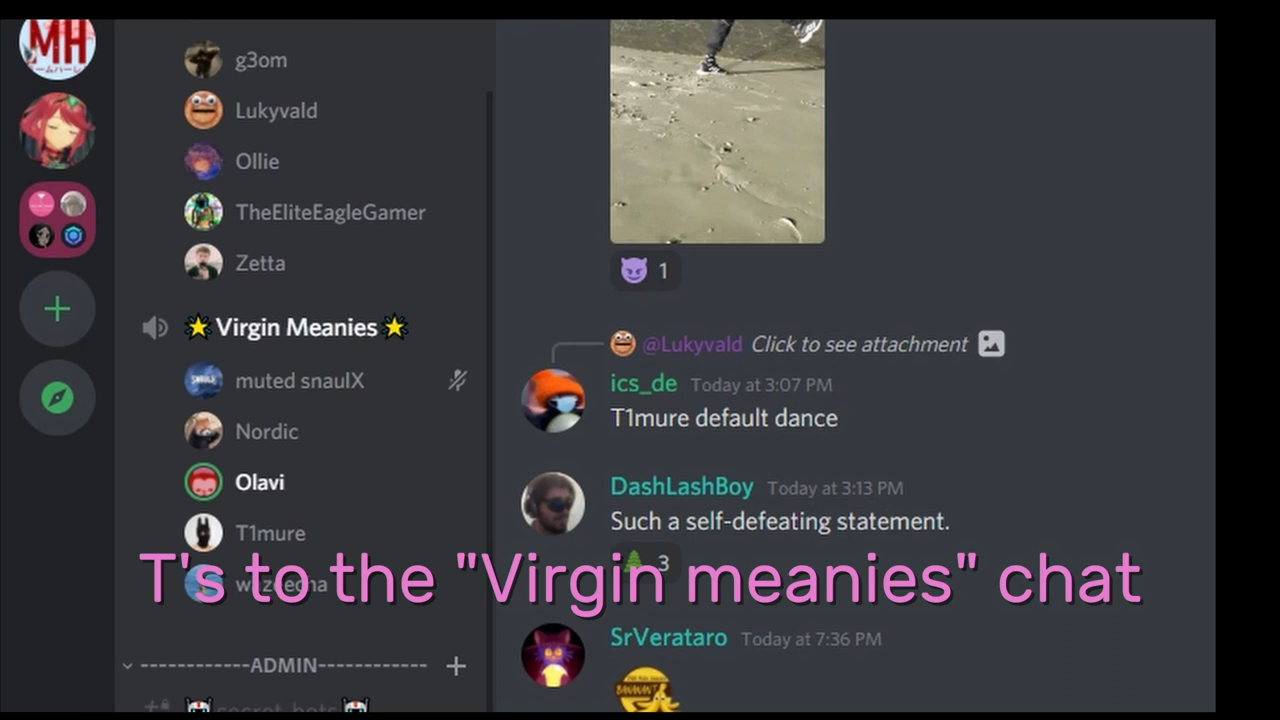 MH
g3om
Lukyvald
Ollie
TheEliteEagleGamer
Zetta
Virgin Meanies
muted snaulX
Nordic
Olavi
T1mure
------------ADMIN------------
secret_bots
1
@Lukyvald Click to see attachment
ics_de Today at 3:07 PM
T1mure default dance
DashLashBoy Today at 3:13 PM
Such a self-defeating statement.
3
T's to the "Virgin meanies" chat
SrVerataro Today at 7:36 PM